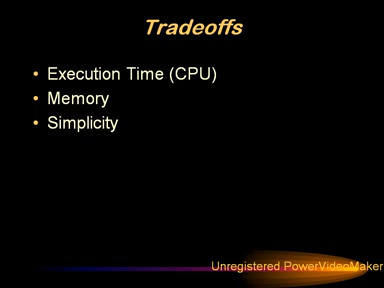 Tradeoffs
• Execution Time (CPU)
• Memory
• Simplicity
Unregistered PowerVideoMaker